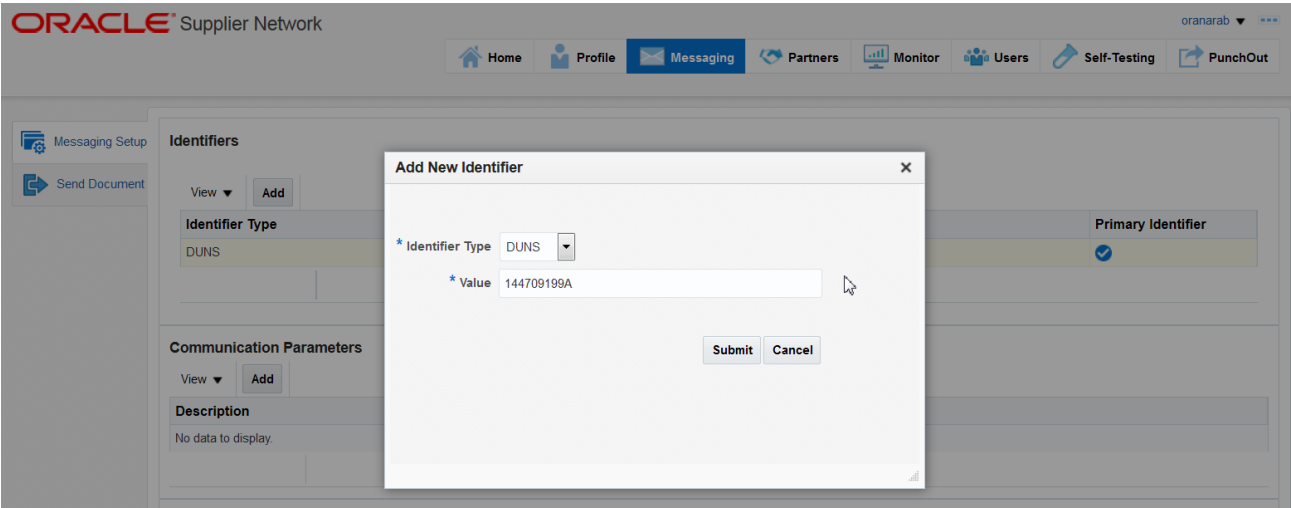 ORACLE Supplier Network
oranarab
Home Profile Messaging Partners Monitor Users Self-Testing PunchOut
Messaging Setup
Send Document
Identifiers
View Add
Identifier Type Primary Identifier
DUNS
Add New Identifier
* Identifier Type DUNS
* Value 144709199A
Submit Cancel
Communication Parameters
View Add
Description
No data to display.